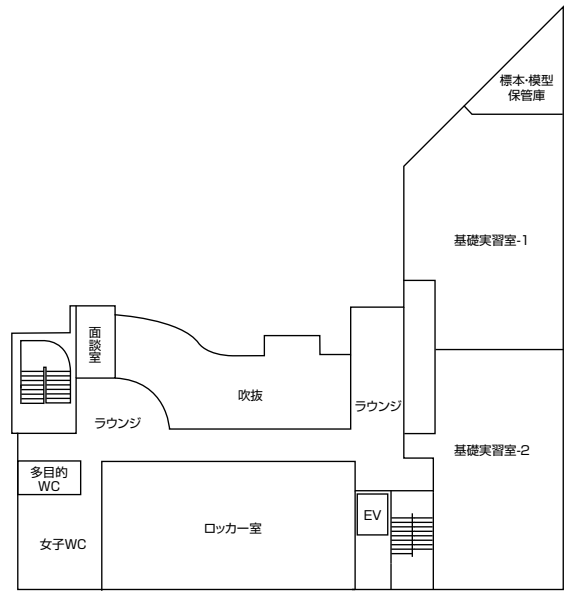 標本・模型
保管庫
基礎実習室-1
面談室
吹抜
ラウンジ
ラウンジ
基礎実習室-2
多目的
WC
EV
ロッカー室
女子WC